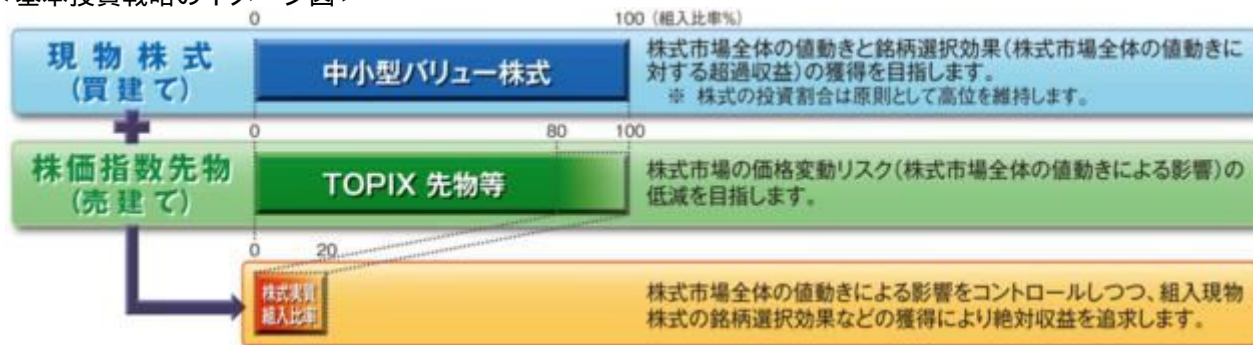 <基本投資戦略のイメージ図>
0 100 (組入比率%)
現物株式
(買建て)
中小型バリュー株式
株式市場全体の値動きと銘柄選択効果(株式市場全体の値動きに
対する超過収益)の獲得を目指します。
※ 株式の投資割合は原則として高位を維持します。
0 80 100
株価指数先物
(売建て)
TOPIX 先物等
株式市場の価格変動リスク(株式市場全体の値動きによる影響)の
低減を目指します。
0 20
株式実質
組入比率
株式市場全体の値動きによる影響をコントロールしつつ、組入現物
株式の銘柄選択効果などの獲得により絶対収益を追求します。